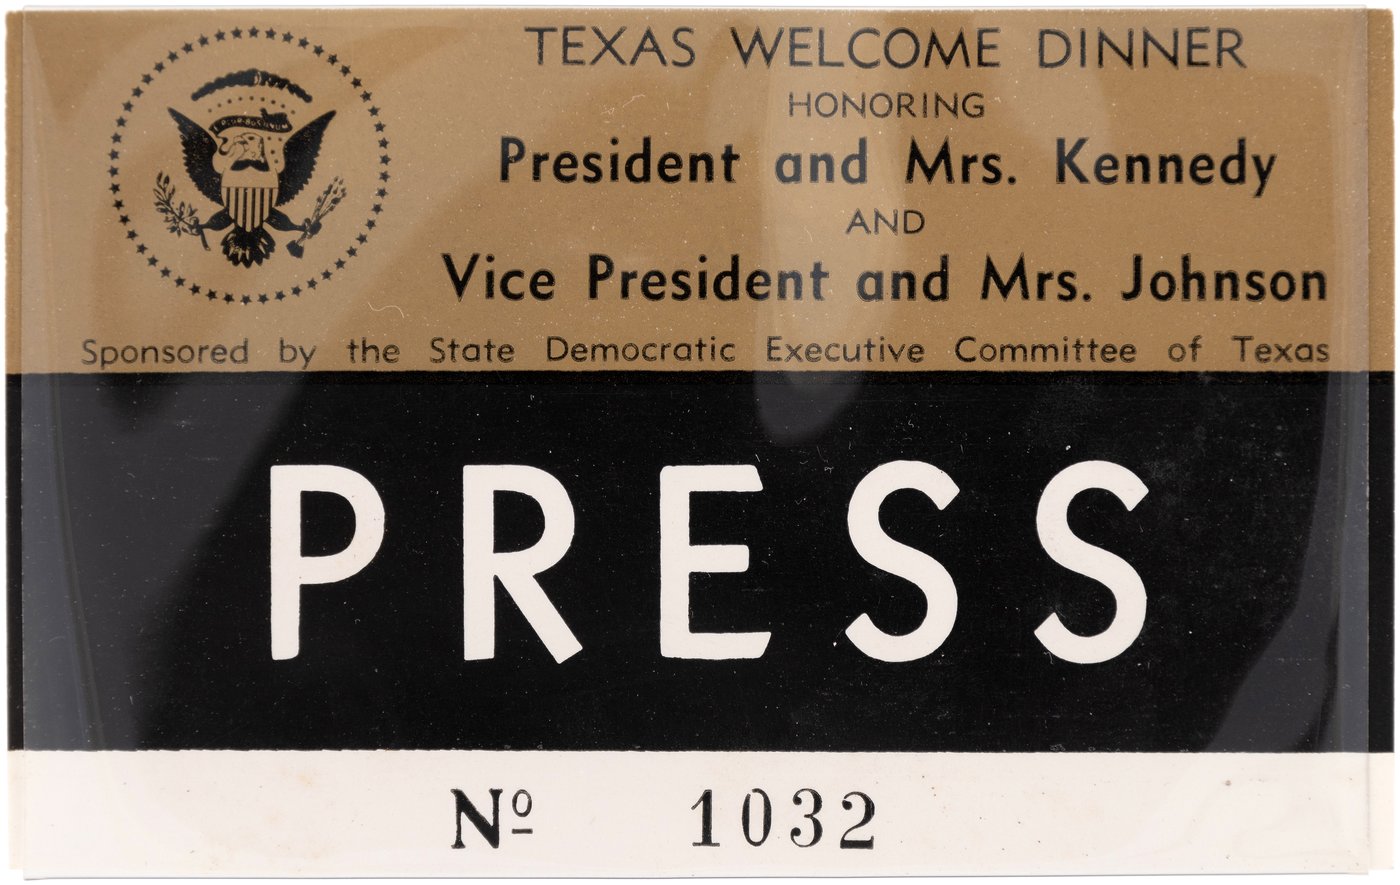 TEXAS WELCOME DINNER
HONORING
President and Mrs. Kennedy
AND
Vice President and Mrs. Johnson
Sponsored by the State Democratic Executive Committee of Texas
PRESS
Nº 1032